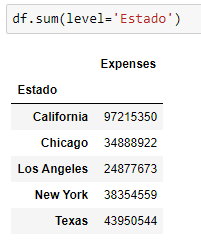 df.sum(level='Estado')
Expenses
Estado
California 97215350
Chicago 34888922
Los Angeles 24877673
New York 38354559
Texas 43950544